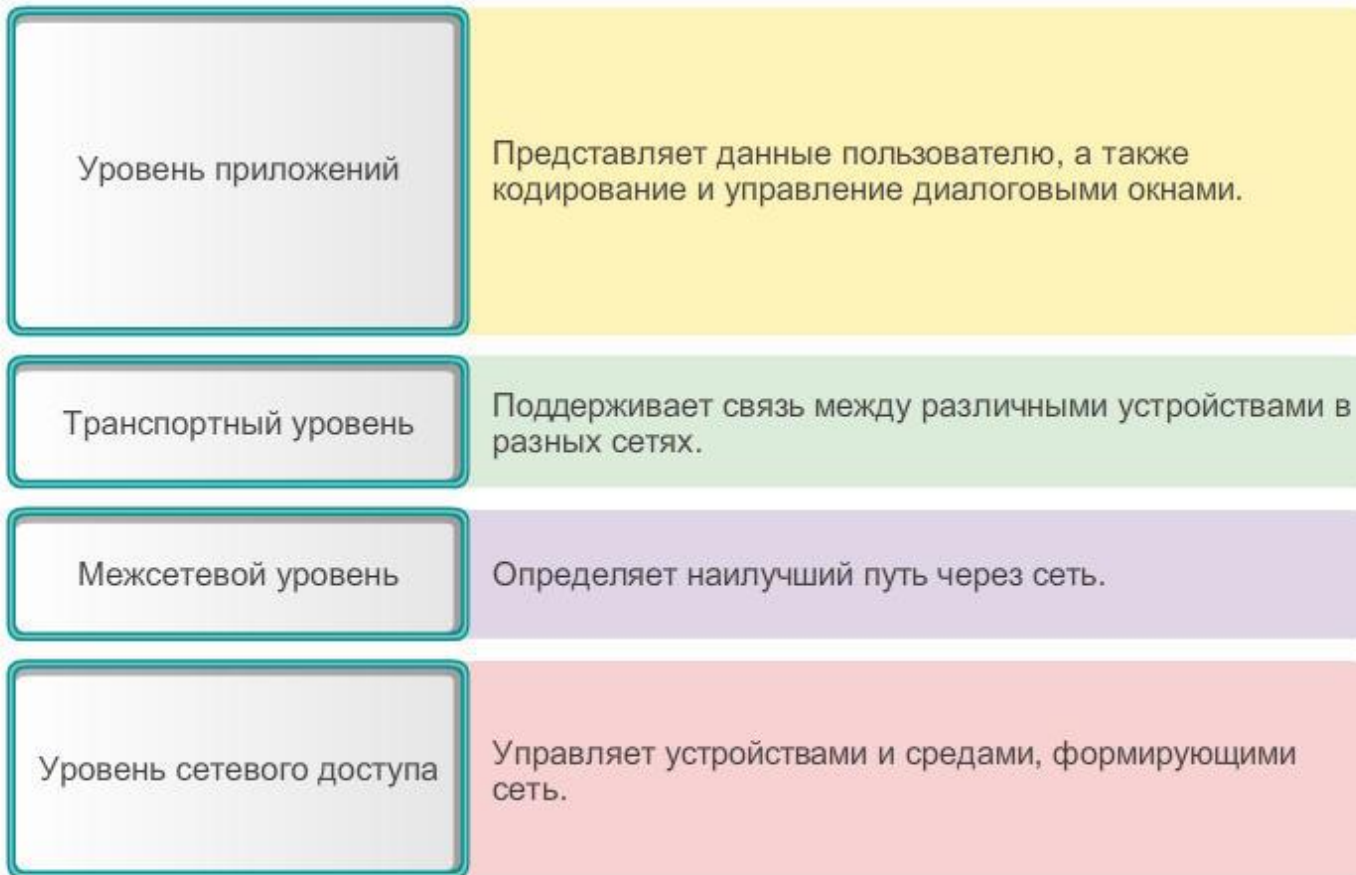 Уровень приложений
Представляет данные пользователю, а также
кодирование и управление диалоговыми окнами.
Транспортный уровень
Поддерживает связь между различными устройствами в
разных сетях.
Межсетевой уровень
Определяет наилучший путь через сеть.
Уровень сетевого доступа
Управляет устройствами и средами, формирующими
сеть.